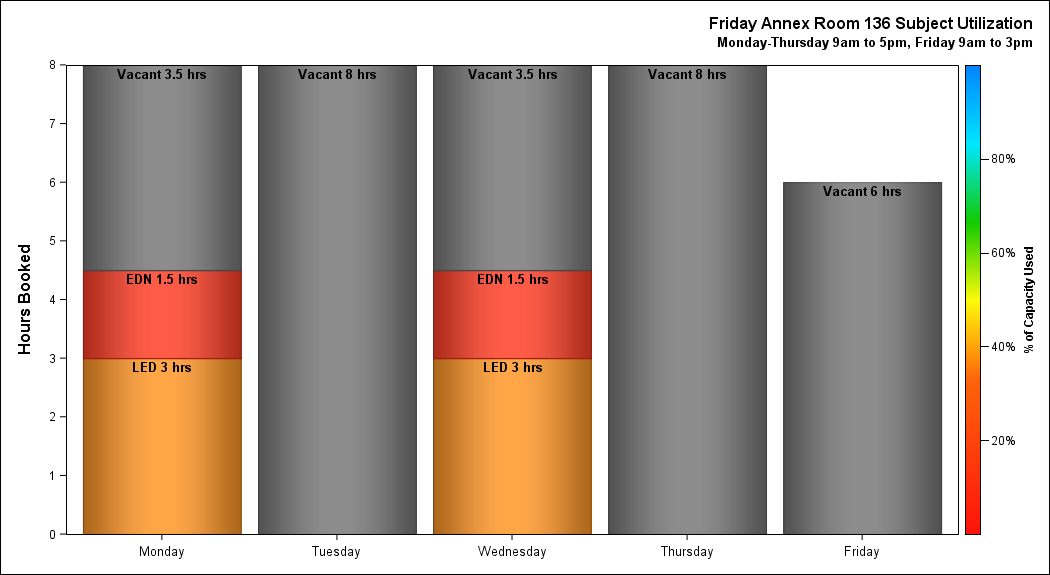 Friday Annex Room 136 Subject Utilization
Monday-Thursday 9am to 5pm, Friday 9am to 3pm
Hours Booked
8
7
6
5
4
3
2
1
0
Vacant 3.5 hrs
EDN 1.5 hrs
LED 3 hrs
Vacant 8 hrs
Vacant 3.5 hrs
EDN 1.5 hrs
LED 3 hrs
Vacant 8 hrs
Vacant 6 hrs
Monday
Tuesday
Wednesday
Thursday
Friday
80%
60%
40%
20%
% of Capacity Used